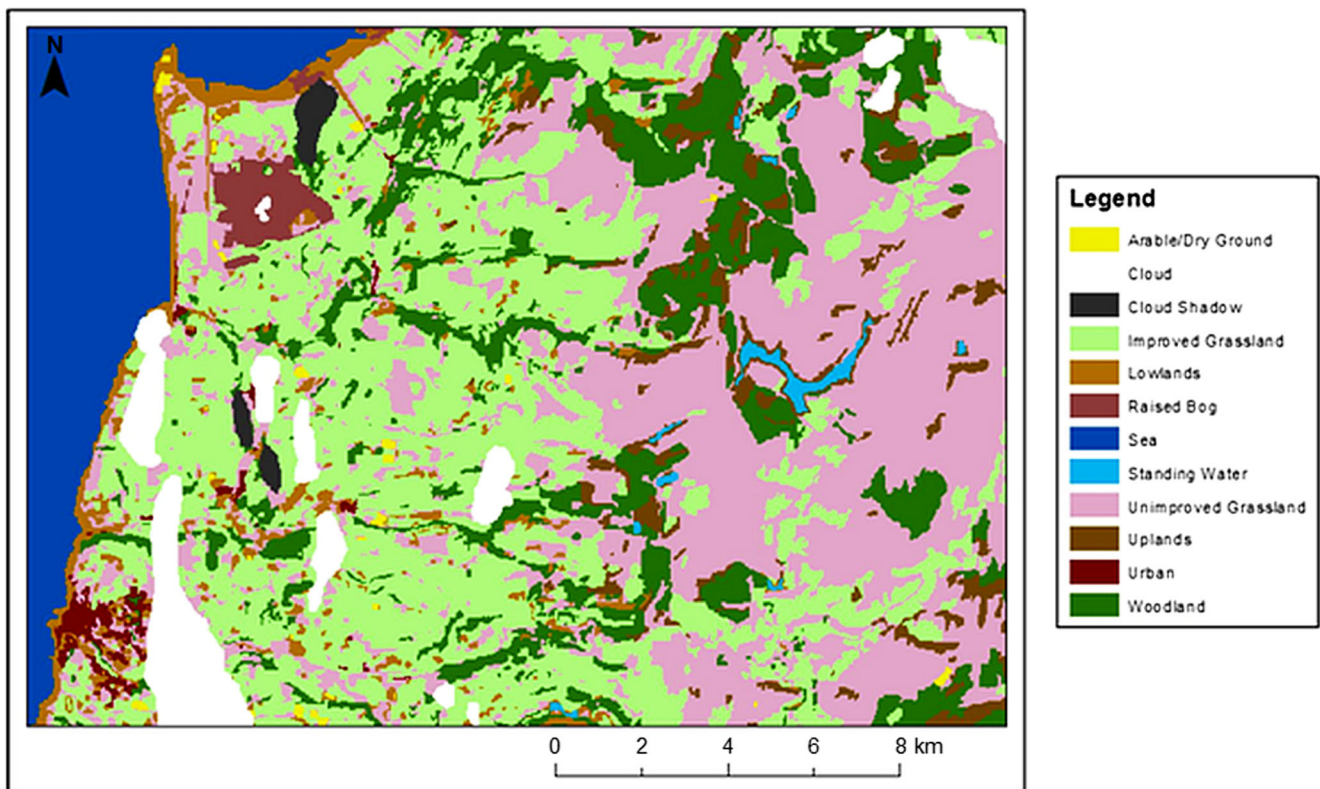 N
Legend
Arable/Dry Ground
Cloud
Cloud Shadow
Improved Grassland
Lowlands
Raised Bog
Sea
Standing Water
Unimproved Grassland
Uplands
Urban
Woodland
0 2 4 6 8 km